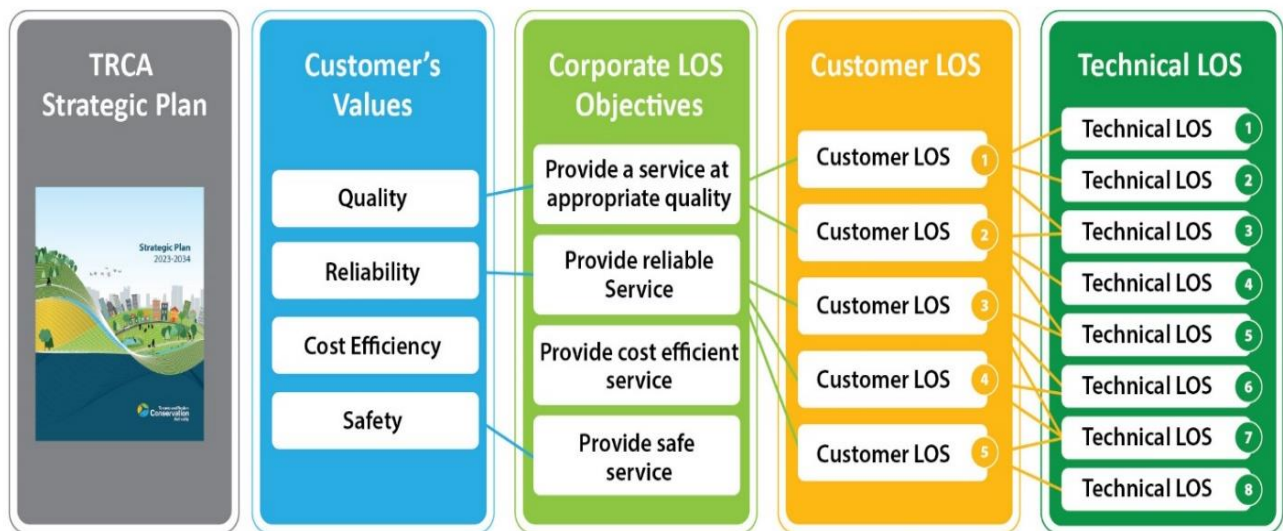 TRCA
Strategic Plan
Strategic Plan
2023-2034
Conservation
Customer's
Values
Quality
Reliability
Cost Efficiency
Safety
Corporate LOS
Objectives
Provide a service at
appropriate quality
Provide reliable
Service
Provide cost efficient
service
Provide safe
service
Customer LOS
Customer LOS 1
Customer LOS 2
Customer LOS 3
Customer LOS 4
Customer LOS 5
Technical LOS
Technical LOS 1
Technical LOS 2
Technical LOS 3
Technical LOS 4
Technical LOS 5
Technical LOS 6
Technical LOS 7
Technical LOS 8